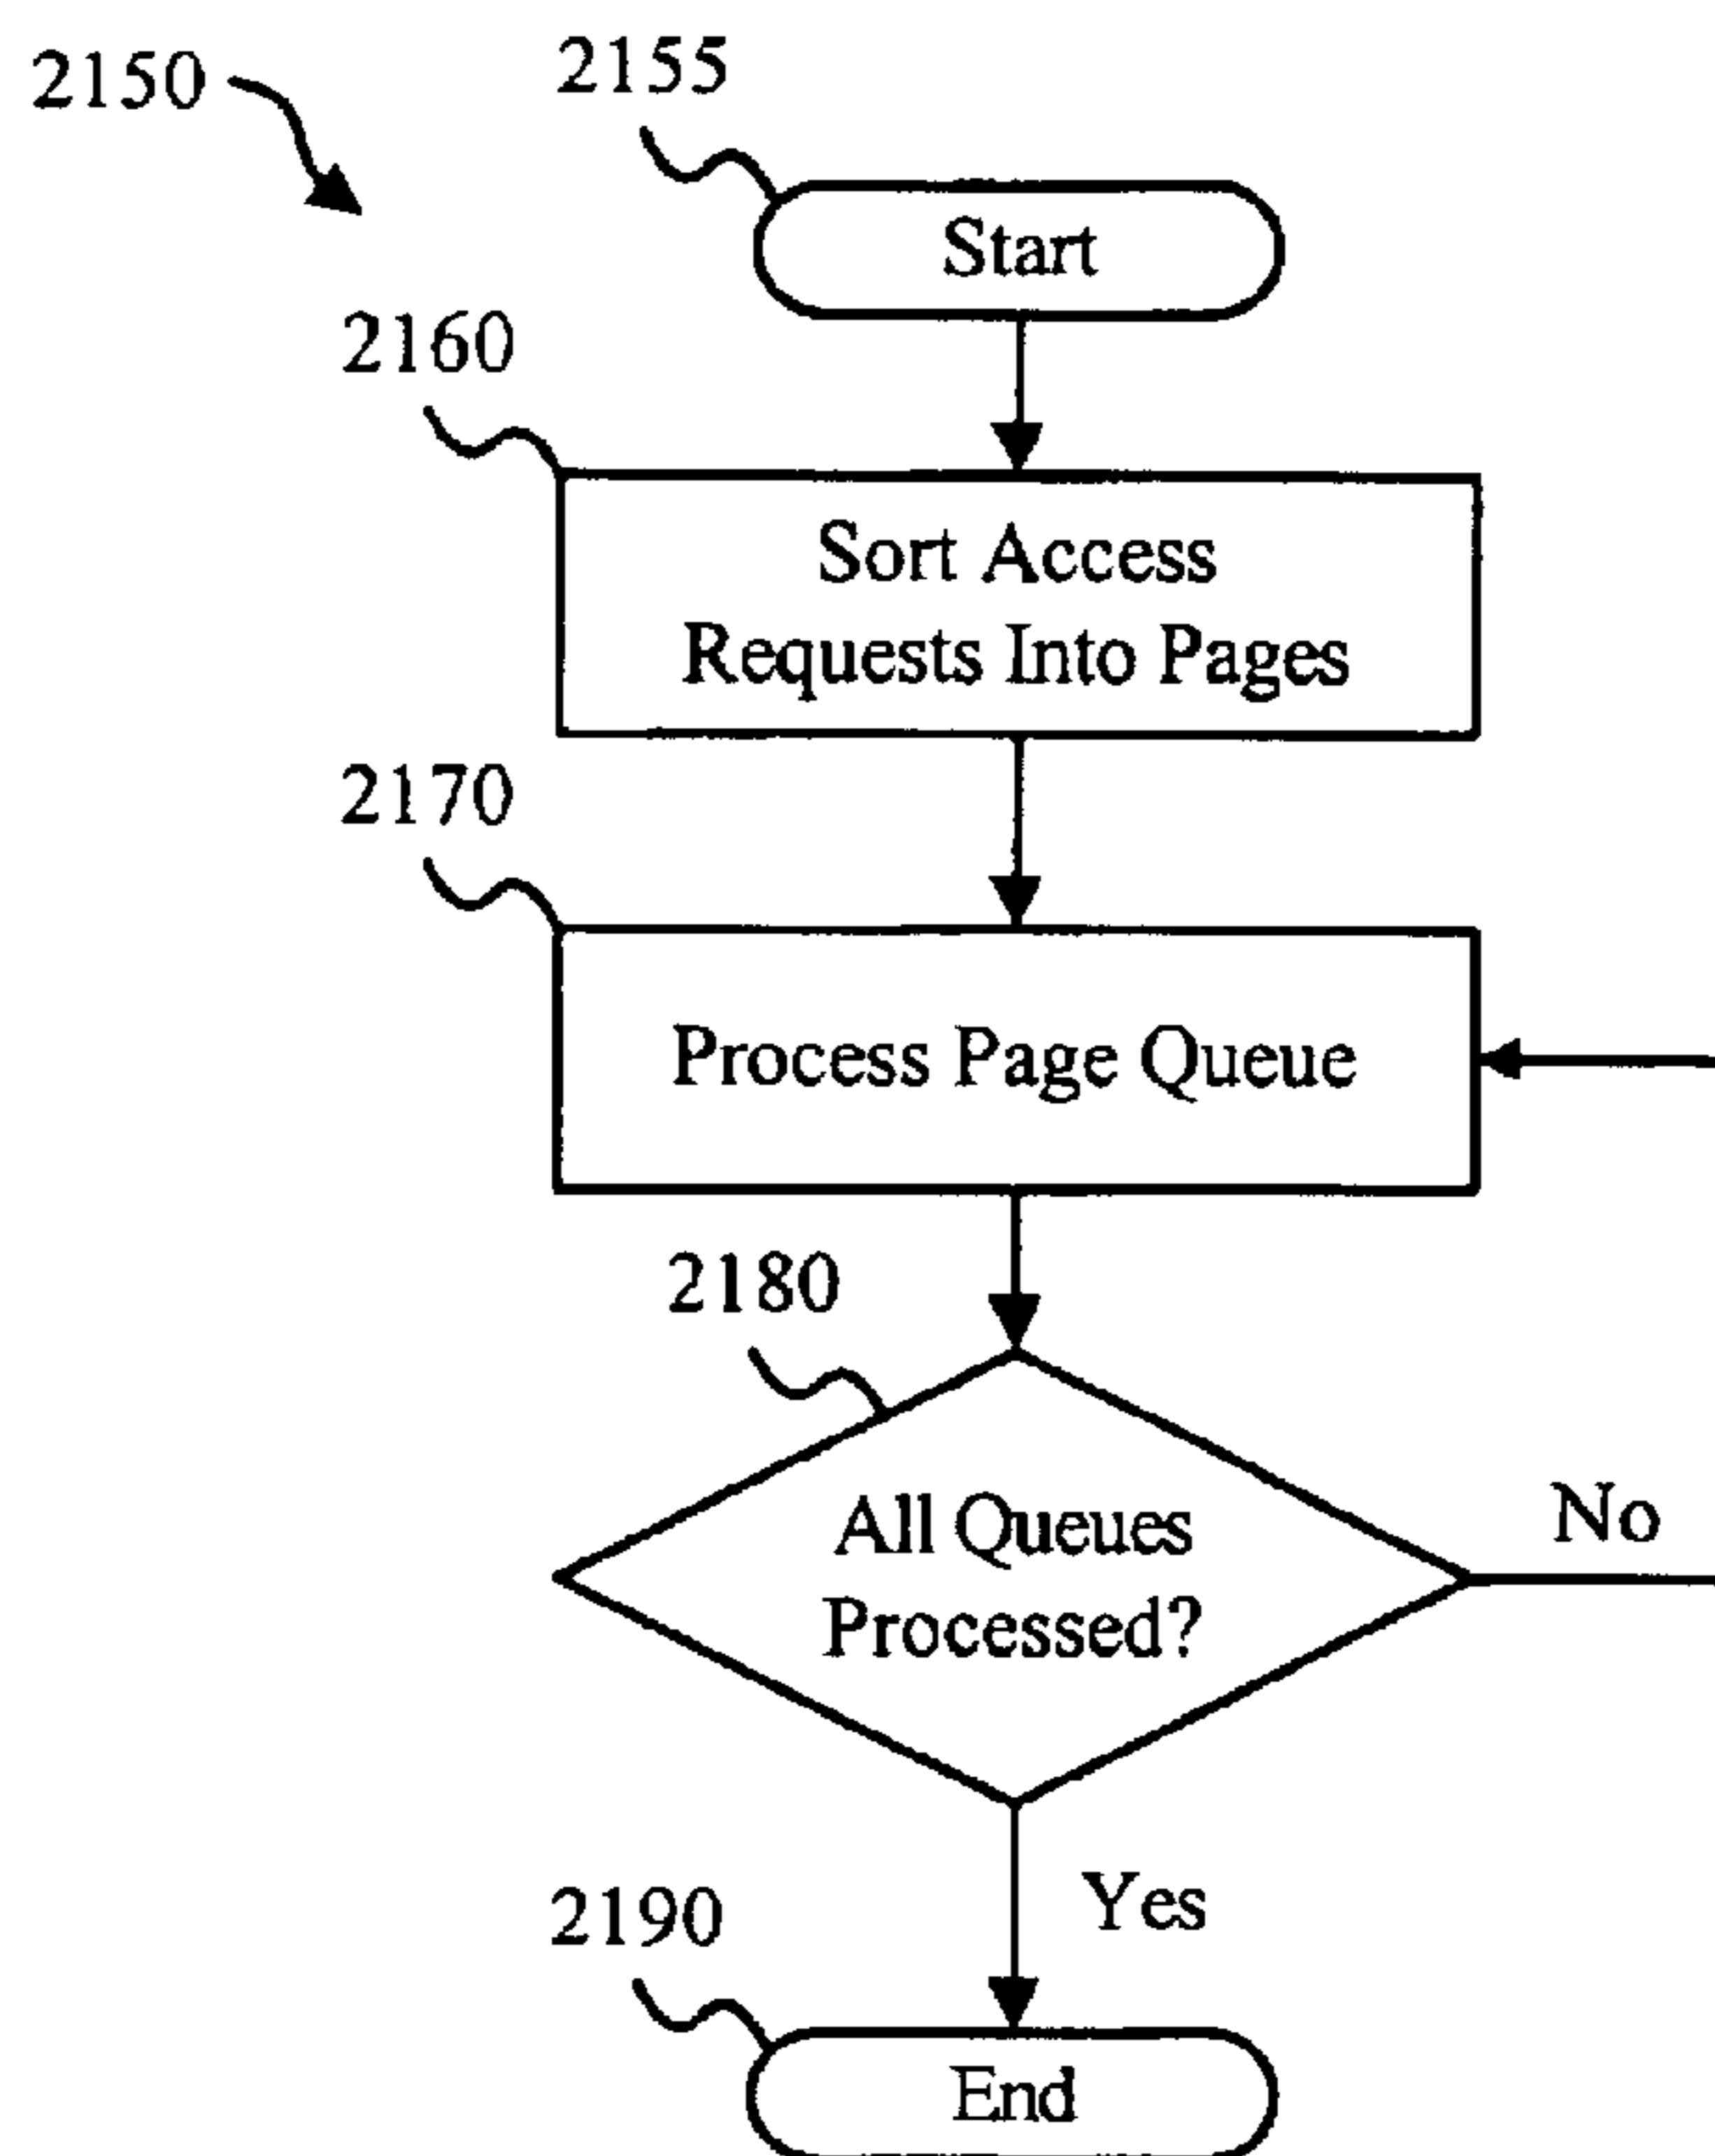 2150
2155
Start
2160
Sort Access
Requests Into Pages
2170
Process Page Queue
2180
All Queues
Processed?
No
Yes
2190
End